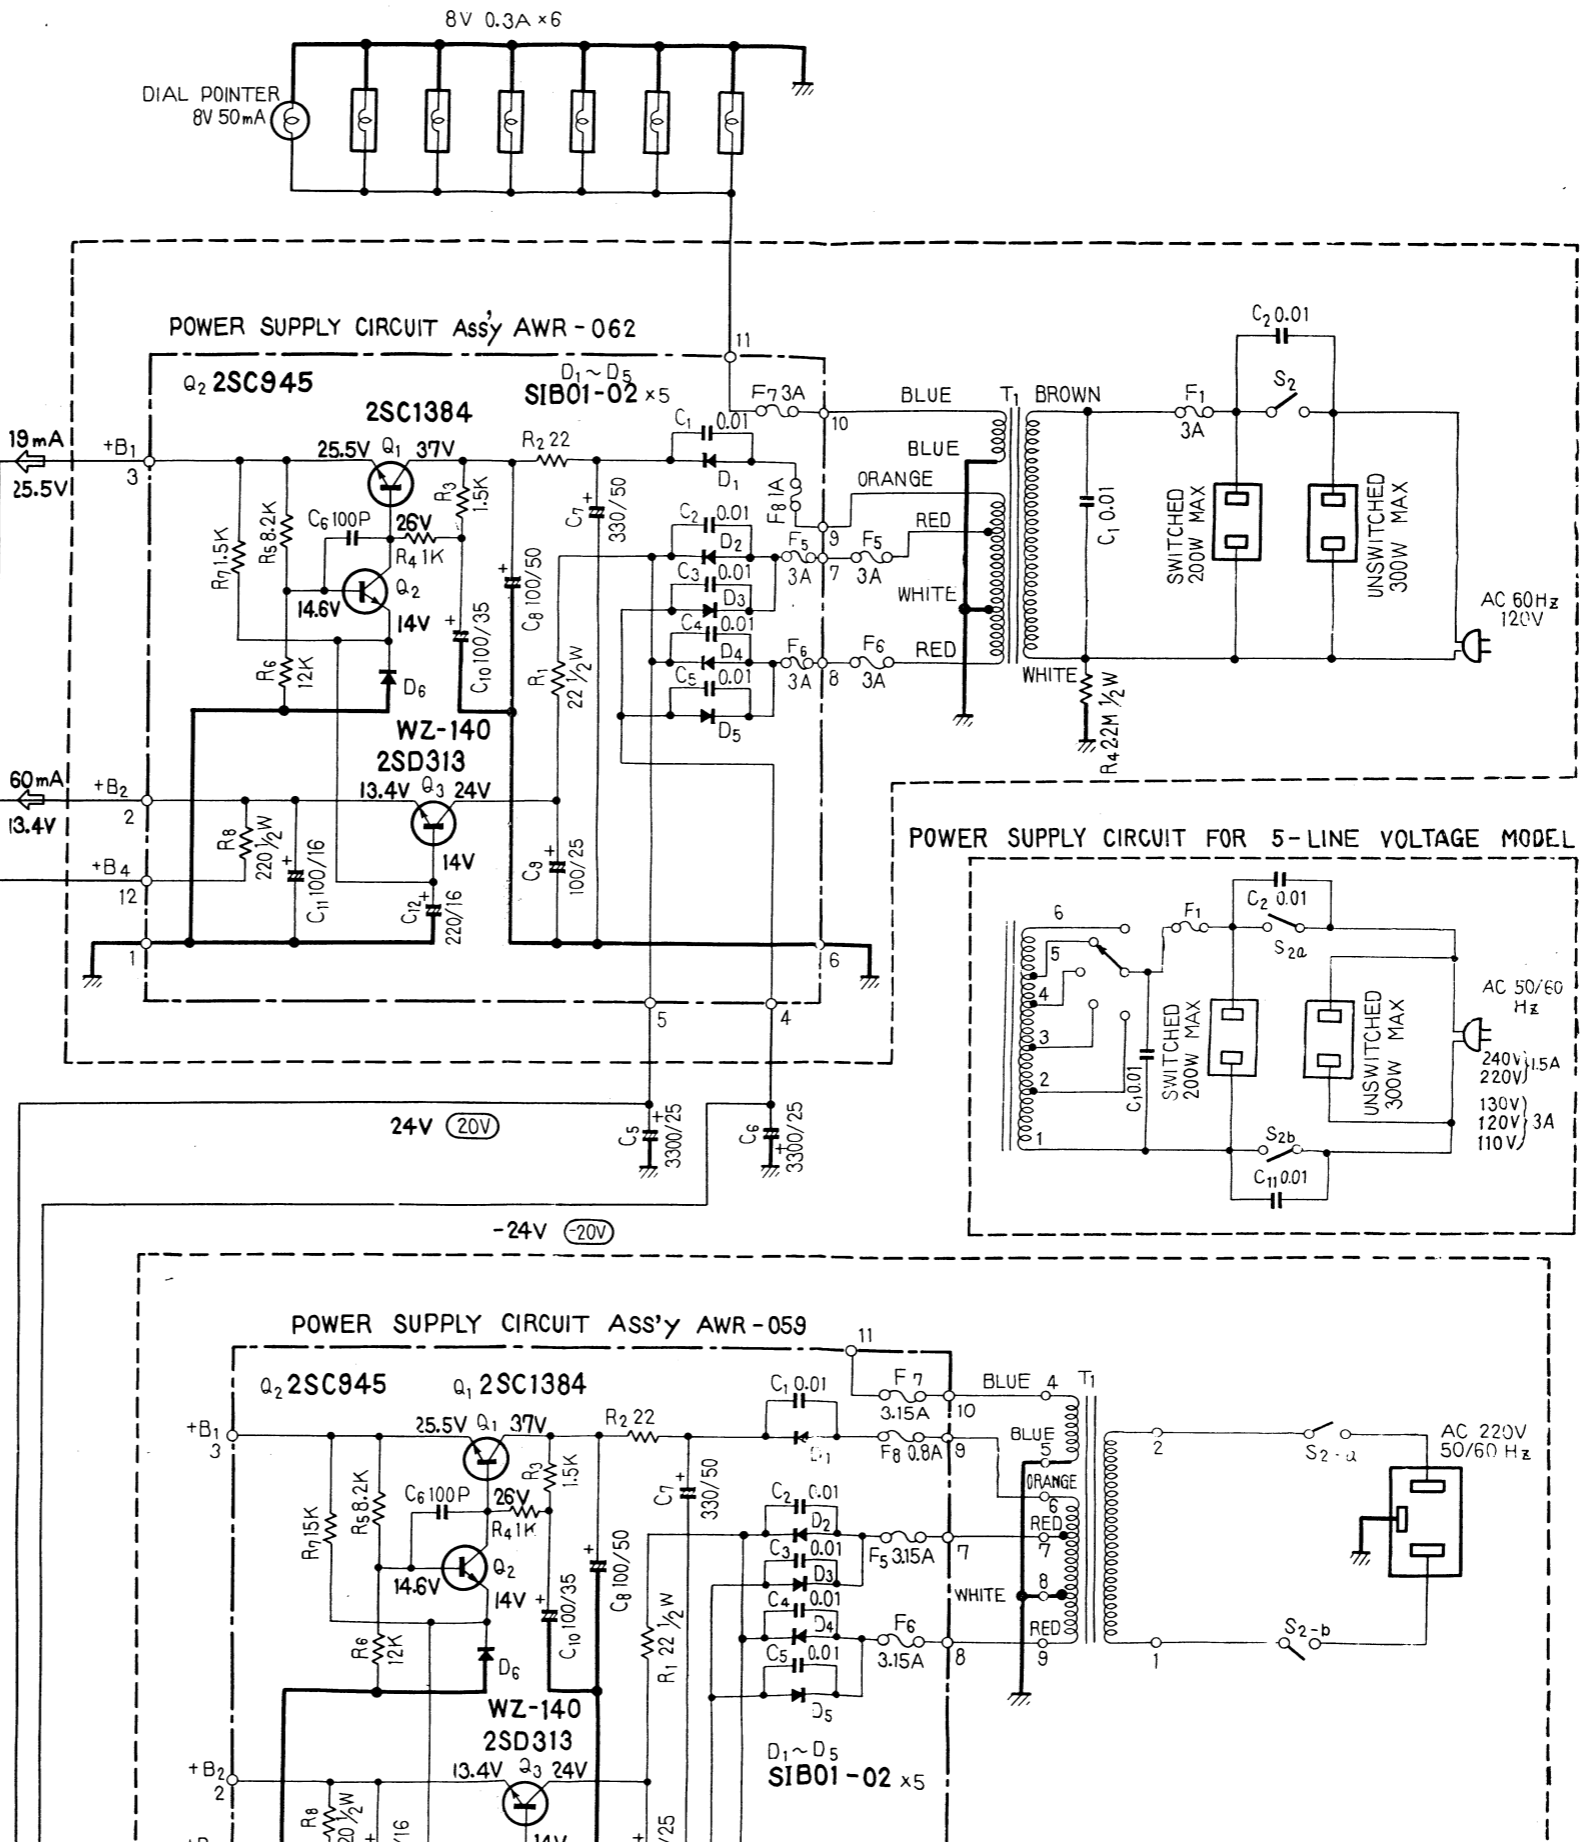 8V 0.3A ×6
DIAL POINTER
8V 50mA
POWER SUPPLY CIRCUIT Ass'y AWR-062
11
Q2 2SC945
D1~D5
SIB01-02 ×5
F7 3A
10
BLUE
T1
BROWN
F1
3A
C2 0.01
S2
2SC1384
19mA
25.5V
+B1
3
25.5V
Q1
37V
R2 22
C1
0.01
D1
F8 1A
9
BLUE
ORANGE
RED
R3
1.5K
C7
330/50
C6 100P
26V
R4 1K
R5 8.2K
R7 1.5K
Q2
14.6V
14V
C8 100/50
C10 100/35
C2
0.01
D2
C3
0.01
D3
C4
0.01
D4
C5
0.01
D5
F5
3A
7
F5
3A
F6
3A
8
F6
3A
WHITE
RED
C1 0.01
SWITCHED
200W MAX
UNSWITCHED
300W MAX
AC 60Hz
120V
WHITE
R4 2.2M ½W
R6
12K
D6
WZ-140
R1
22 ½W
2SD313
60mA
13.4V
+B2
2
13.4V
Q3
24V
R8
220 ½W
14V
+B4
12
C11 100/16
C12
220/16
C9
100/25
1
6
5
4
POWER SUPPLY CIRCUIT FOR 5-LINE VOLTAGE MODEL
6
5
4
3
2
1
F1
C2 0.01
S2a
C1 0.01
SWITCHED
200W MAX
UNSWITCHED
300W MAX
AC 50/60
Hz
240V
220V
1.5A
130V
120V
110V
3A
S2b
C11 0.01
24V 20V
C5
3300/25
C6
3300/25
-24V -20V
POWER SUPPLY CIRCUIT ASS'Y AWR-059
11
Q2 2SC945
Q1 2SC1384
C1 0.01
F7
3.15A
10
BLUE 4
T1
+B1
3
25.5V
Q1
37V
R2 22
D1
F8 0.8A
9
BLUE
5
ORANGE
6
RED
7
2
S2-a
AC 220V
50/60 Hz
R3
1.5K
C7
330/50
C6 100P
26V
R4 1K
R5 8.2K
R7 15K
Q2
14.6V
14V
C8 100/50
C10 100/35
C2
0.01
D2
C3
0.01
D3
C4
0.01
D4
C5
0.01
D5
F5 3.15A
7
F6
3.15A
8
WHITE
8
RED
9
1
S2-b
R6
12K
D6
WZ-140
R1 22 ½W
2SD313
D1~D5
SIB01-02 ×5
+B2
2
13.4V
Q3
24V
R8
20 ½W
/16
14V
/25